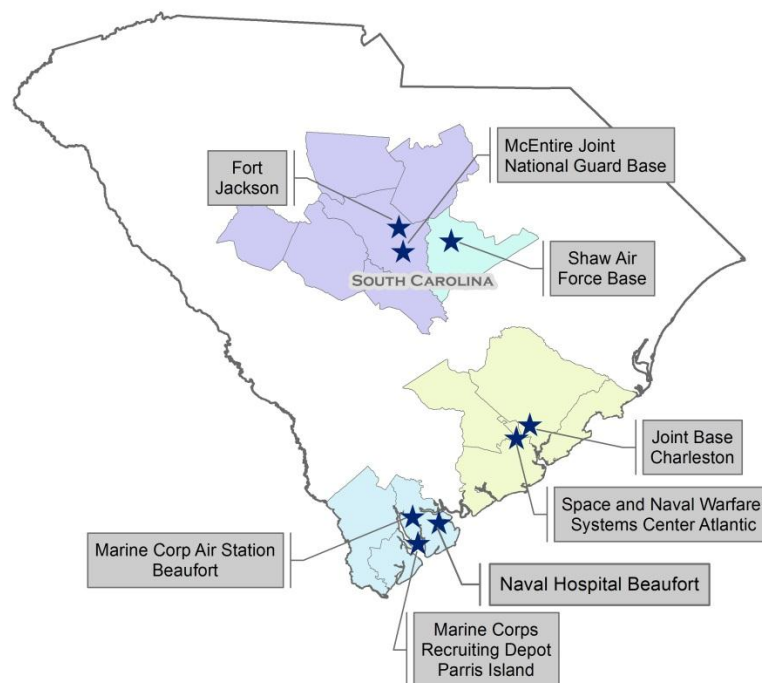 McEntire Joint
National Guard Base
Fort
Jackson
Shaw Air
Force Base
SOUTH CAROLINA
Joint Base
Charleston
Space and Naval Warfare
Systems Center Atlantic
Marine Corp Air Station
Beaufort
Naval Hospital Beaufort
Marine Corps
Recruiting Depot
Parris Island